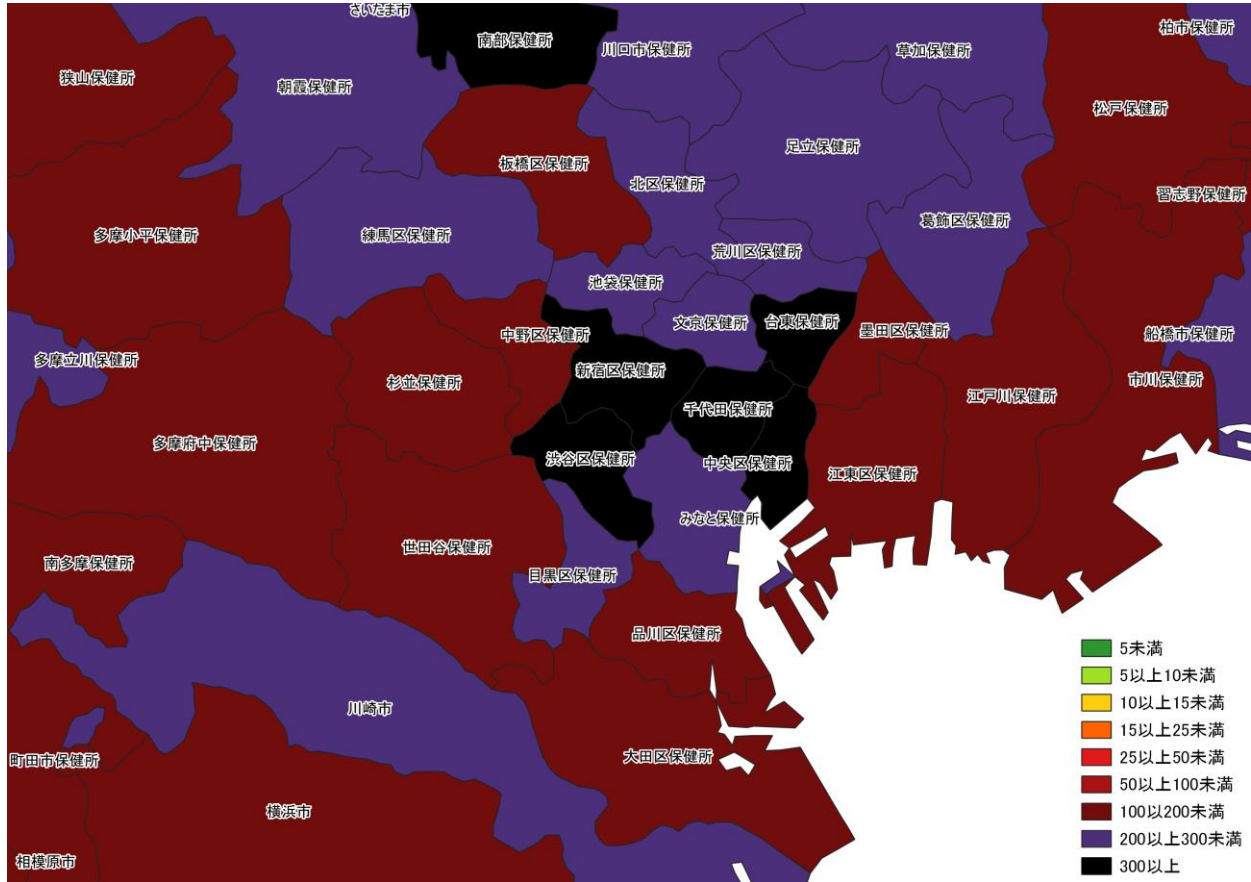 さいたま市
南部保健所
川口市保健所
草加保健所
柏市保健所
狭山保健所
朝霞保健所
松戸保健所
板橋区保健所
足立保健所
北区保健所
習志野保健所
多摩小平保健所
練馬区保健所
葛飾区保健所
荒川区保健所
池袋保健所
文京保健所
台東保健所
中野区保健所
墨田区保健所
船橋市保健所
多摩立川保健所
新宿区保健所
杉並保健所
市川保健所
江戸川保健所
千代田保健所
多摩府中保健所
渋谷区保健所
中央区保健所
江東区保健所
みなと保健所
世田谷保健所
南多摩保健所
目黒区保健所
品川区保健所
川崎市
大田区保健所
町田市保健所
横浜市
相模原市
5未満
5以上10未満
10以上15未満
15以上25未満
25以上50未満
50以上100未満
100以200未満
200以上300未満
300以上